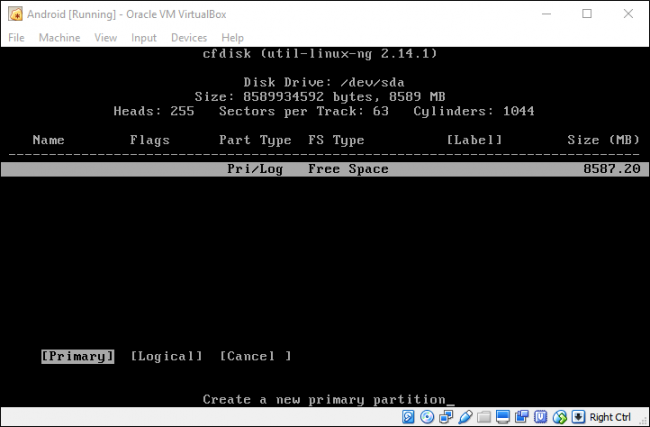 Android [Running] - Oracle VM VirtualBox
File Machine View Input Devices Help
cfdisk (util-linux-ng 2.14.1)
Disk Drive: /dev/sda
Size: 8589934592 bytes, 8589 MB
Heads: 255 Sectors per Track: 63 Cylinders: 1044
Name Flags Part Type FS Type [Label] Size (MB)
Pri/Log Free Space 8587.20
[Primary] [Logical] [Cancel ]
Create a new primary partition_
Right Ctrl